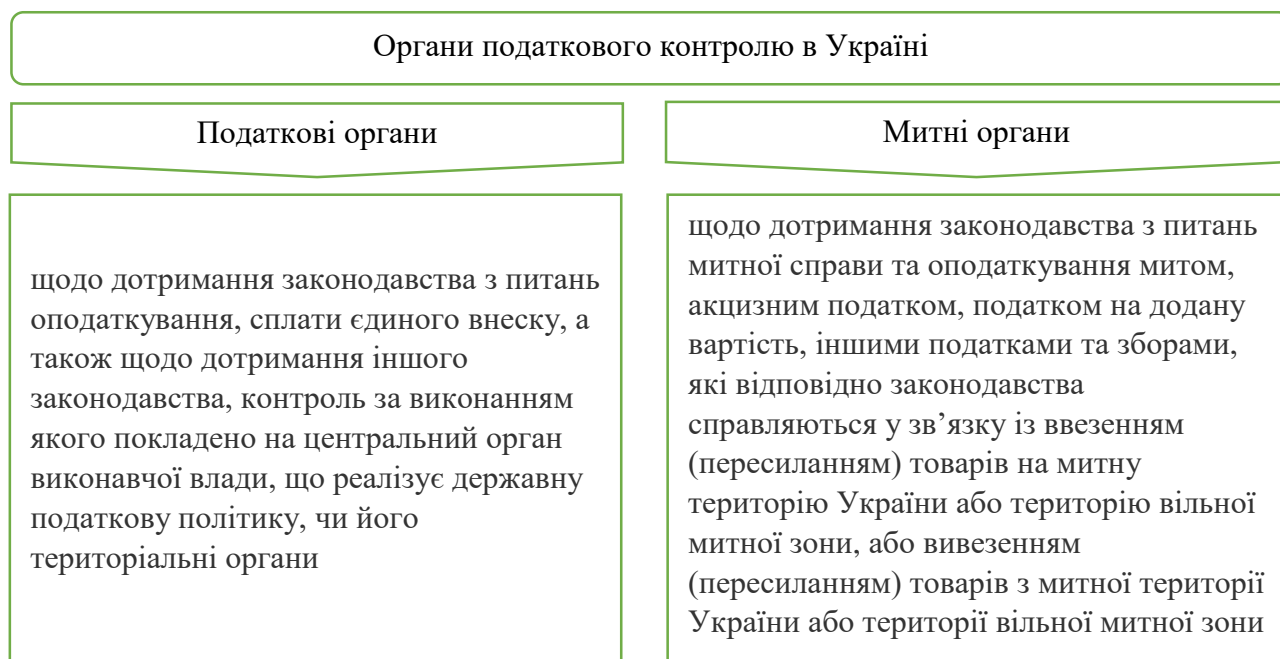 Органи податкового контролю в Україні
Податкові органи
щодо дотримання законодавства з питань
оподаткування, сплати єдиного внеску, а
також щодо дотримання іншого
законодавства, контроль за виконанням
якого покладено на центральний орган
виконавчої влади, що реалізує державну
податкову політику, чи його
територіальні органи
Митні органи
щодо дотримання законодавства з питань
митної справи та оподаткування митом,
акцизним податком, податком на додану
вартість, іншими податками та зборами,
які відповідно законодавства
справляються у зв’язку із ввезенням
(пересиланням) товарів на митну
територію України або територію вільної
митної зони, або вивезенням
(пересиланням) товарів з митної території
України або території вільної митної зони